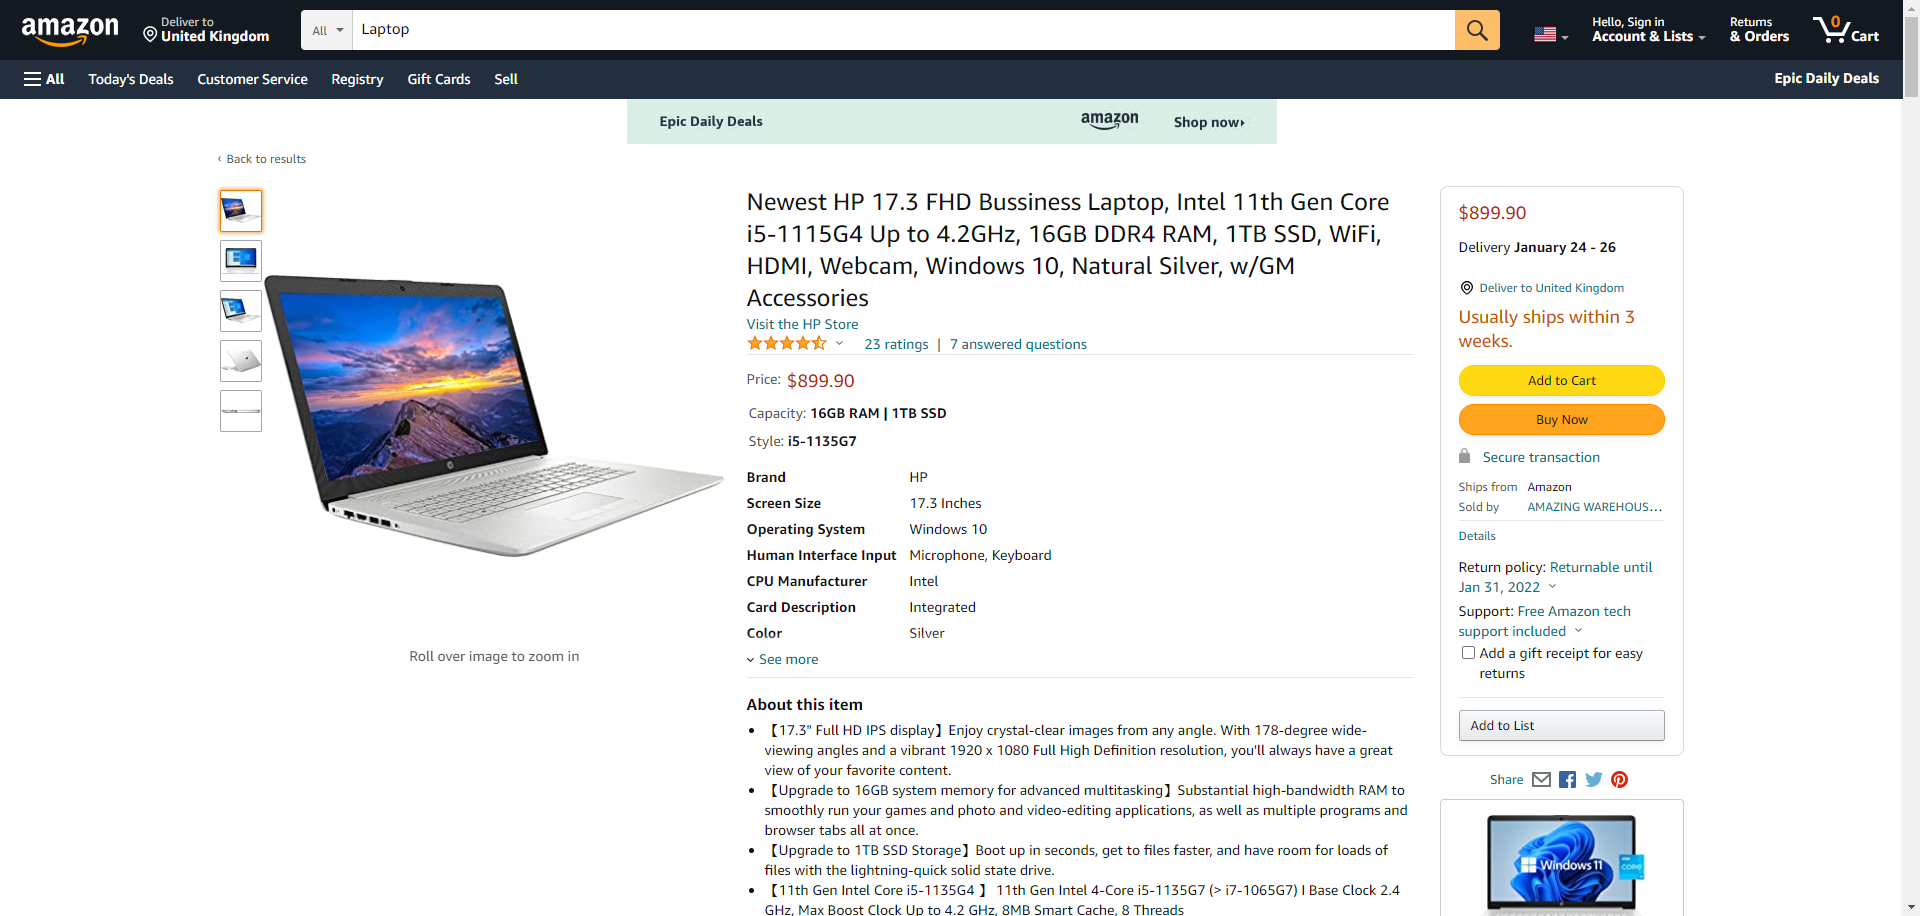 amazon
Deliver to
United Kingdom
All
Laptop
Hello, Sign in
Account & Lists
Returns
& Orders
0
Cart
All
Today's Deals
Customer Service
Registry
Gift Cards
Sell
Epic Daily Deals
Epic Daily Deals
amazon
Shop now
‹ Back to results
Newest HP 17.3 FHD Bussiness Laptop, Intel 11th Gen Core
i5-1115G4 Up to 4.2GHz, 16GB DDR4 RAM, 1TB SSD, WiFi,
HDMI, Webcam, Windows 10, Natural Silver, w/GM
Accessories
Visit the HP Store
23 ratings | 7 answered questions
Price: $899.90
Capacity: 16GB RAM | 1TB SSD
Style: i5-1135G7
Brand HP
Screen Size 17.3 Inches
Operating System Windows 10
Human Interface Input Microphone, Keyboard
CPU Manufacturer Intel
Card Description Integrated
Color Silver
See more
Roll over image to zoom in
About this item
• 【17.3" Full HD IPS display】Enjoy crystal-clear images from any angle. With 178-degree wide-
viewing angles and a vibrant 1920 x 1080 Full High Definition resolution, you'll always have a great
view of your favorite content.
• 【Upgrade to 16GB system memory for advanced multitasking】Substantial high-bandwidth RAM to
smoothly run your games and photo and video-editing applications, as well as multiple programs and
browser tabs all at once.
• 【Upgrade to 1TB SSD Storage】Boot up in seconds, get to files faster, and have room for loads of
files with the lightning-quick solid state drive.
• 【11th Gen Intel Core i5-1135G4 】 11th Gen Intel 4-Core i5-1135G7 (> i7-1065G7) I Base Clock 2.4
GHz, Max Boost Clock Up to 4.2 GHz, 8MB Smart Cache, 8 Threads
$899.90
Delivery January 24 - 26
Deliver to United Kingdom
Usually ships within 3
weeks.
Add to Cart
Buy Now
Secure transaction
Ships from Amazon
Sold by AMAZING WAREHOUS...
Details
Return policy: Returnable until
Jan 31, 2022
Support: Free Amazon tech
support included
Add a gift receipt for easy
returns
Add to List
Share
Windows 11
intel
CORE